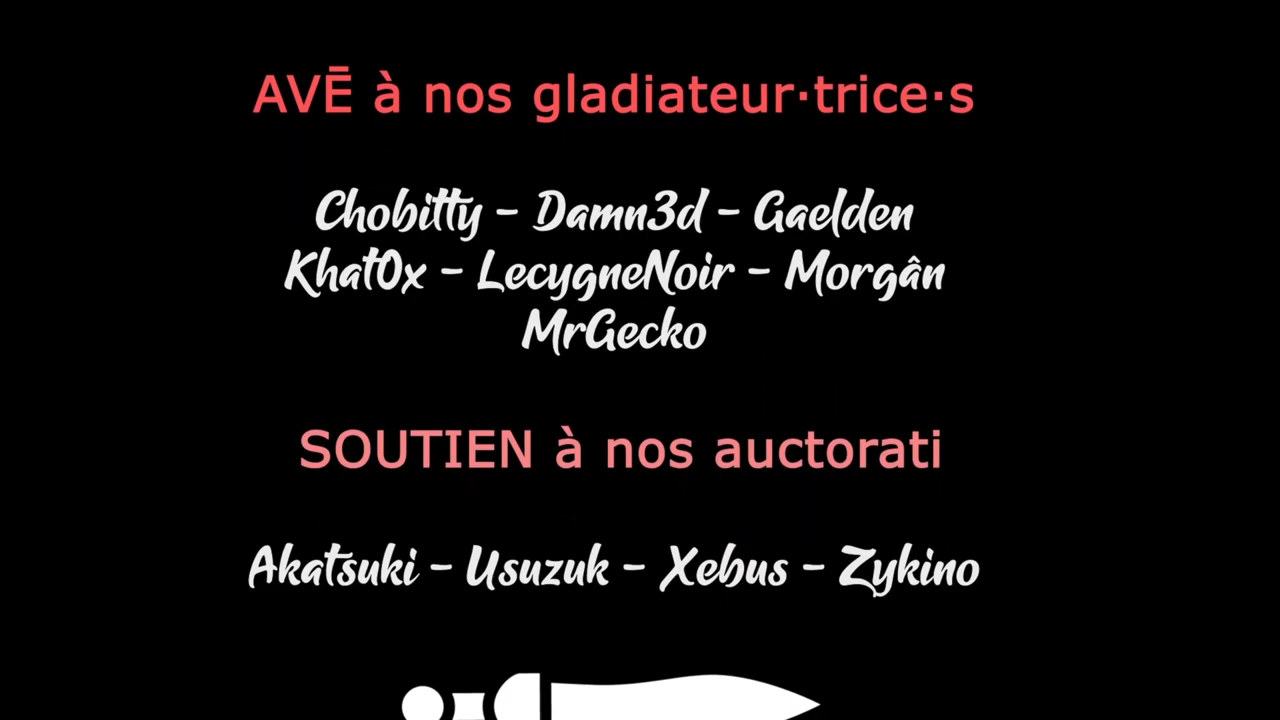 AVĒ à nos gladiateur·trice·s
Chobitty - Damn3d - Gaelden
Khat0x - LecygneNoir - Morgân
MrGecko
SOUTIEN à nos auctorati
Akatsuki - Usuzuk - Xebus - Zykino